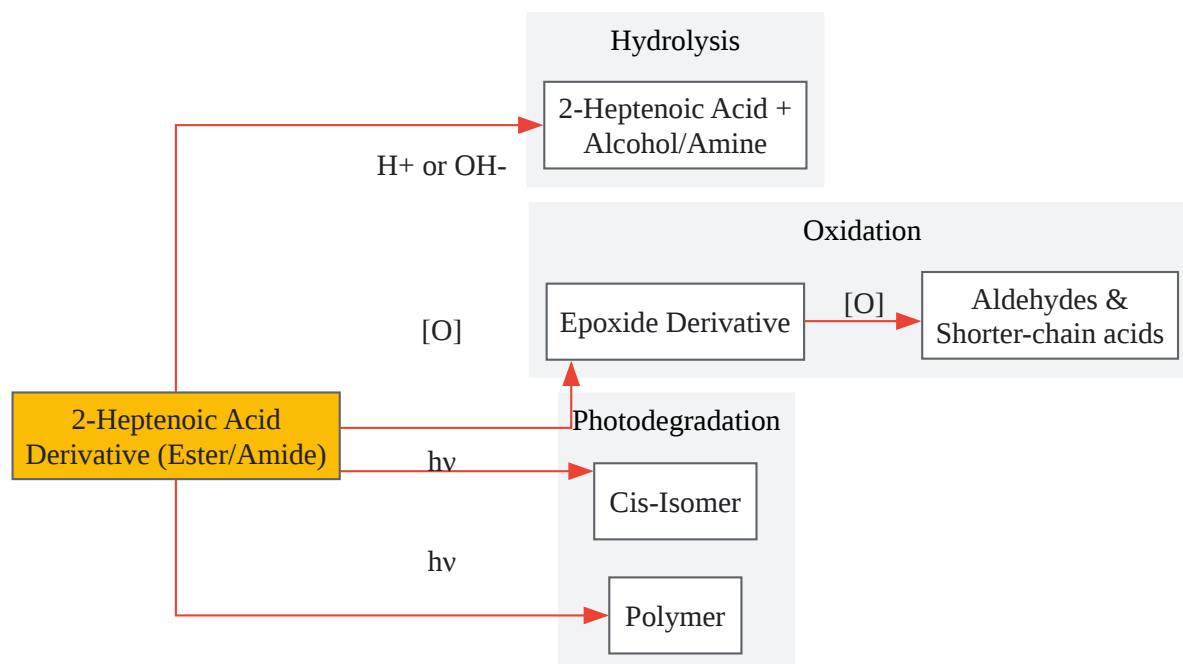 Hydrolysis
2-Heptenoic Acid +
Alcohol/Amine
H+ or OH-
Oxidation
[O]
Epoxide Derivative
[O]
Aldehydes &
Shorter-chain acids
2-Heptenoic Acid
Derivative (Ester/Amide)
Photodegradation
hν
Cis-Isomer
hν
Polymer